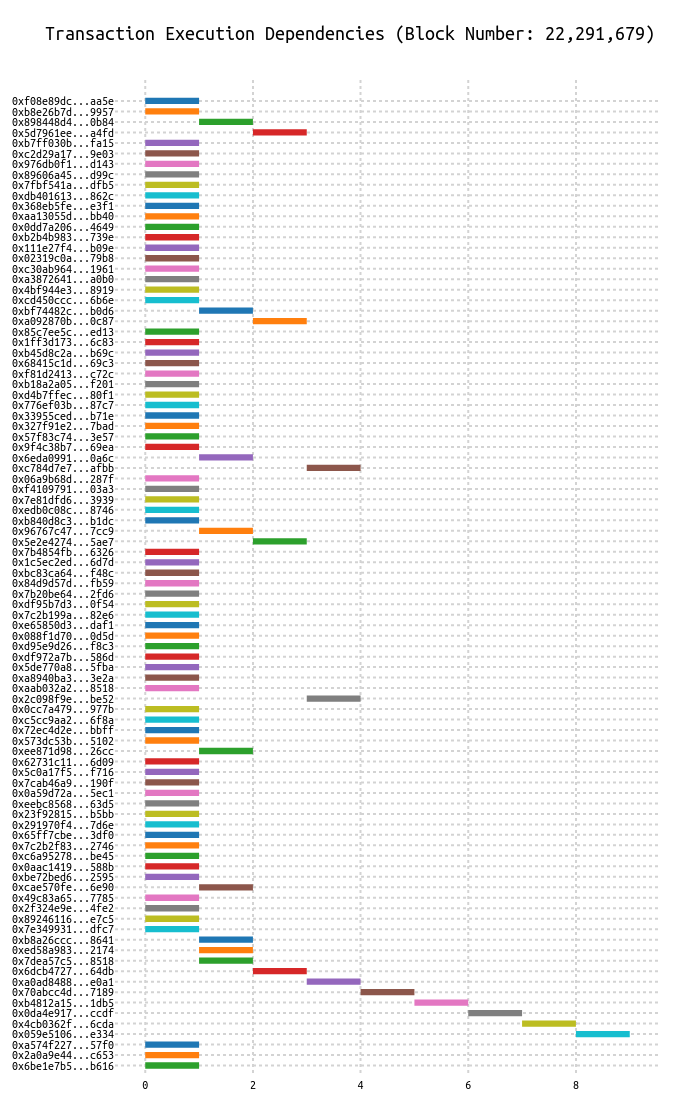 Transaction Execution Dependencies (Block Number: 22,291,679)
0xf08e89dc...aa5e
0xb8e26b7d...9957
0x898448d4...0b84
0x5d7961ee...a4fd
0xb7ff030b...fa15
0xc2d29a17...9e03
0x976db0f1...d143
0x89606a45...d99c
0x7fbf541a...dfb5
0xdb401613...862c
0x368eb5fe...e3f1
0xaa13055d...bb40
0x0dd7a206...4649
0xb2b4b983...739e
0x111e27f4...b09e
0x02319c0a...79b8
0xc30ab964...1961
0xa3872641...a0b0
0x4bf944e3...8919
0xcd450ccc...6b6e
0xbf74482c...b0d6
0xa092870b...0c87
0x85c7ee5c...ed13
0x1ff3d173...6c83
0xb45d8c2a...b69c
0x68415c1d...69c3
0xf81d2413...c72c
0xb18a2a05...f201
0xd4b7ffec...80f1
0x776ef03b...87c7
0x33955ced...b71e
0x327f91e2...7bad
0x57f83c74...3e57
0x9f4c38b7...69ea
0x6eda0991...0a6c
0xc784d7e7...afbb
0x06a9b68d...287f
0xf4109791...03a3
0x7e81dfd6...3939
0xedb0c08c...8746
0xb840d8c3...b1dc
0x96767c47...7cc9
0x5e2e4274...5ae7
0x7b4854fb...6326
0x1c5ec2ed...6d7d
0xbc83ca64...f48c
0x84d9d57d...fb59
0x7b20be64...2fd6
0xdf95b7d3...0f54
0x7c2b199a...82e6
0xe65850d3...daf1
0x088f1d70...0d5d
0xd95e9d26...f8c3
0xdf972a7b...586d
0x5de770a8...5fba
0xa8940ba3...3e2a
0xaab032a2...8518
0x2c098f9e...be52
0x0cc7a479...977b
0xc5cc9aa2...6f8a
0x72ec4d2e...bbff
0x573dc53b...5102
0xee871d98...26cc
0x62731c11...6d09
0x5c0a17f5...f716
0x7cab46a9...190f
0x0a59d72a...5ec1
0xeebc8568...63d5
0x23f92815...b5bb
0x291970f4...7d6e
0x65ff7cbe...3df0
0x7c2b2f83...2746
0xc6a95278...be45
0x0aac1419...588b
0xbe72bed6...2595
0xcae570fe...6e90
0x49c83a65...7785
0x2f324e9e...4fe2
0x89246116...e7c5
0x7e349931...dfc7
0xb8a26ccc...8641
0xed58a983...2174
0x7dea57c5...8518
0x6dcb4727...64db
0xa0ad8488...e0a1
0x70abcc4d...7189
0xb4812a15...1db5
0x0da4e917...ccdf
0x4cb0362f...6cda
0x059e5106...e334
0xa574f227...57f0
0x2a0a9e44...c653
0x6be1e7b5...b616
0 2 4 6 8